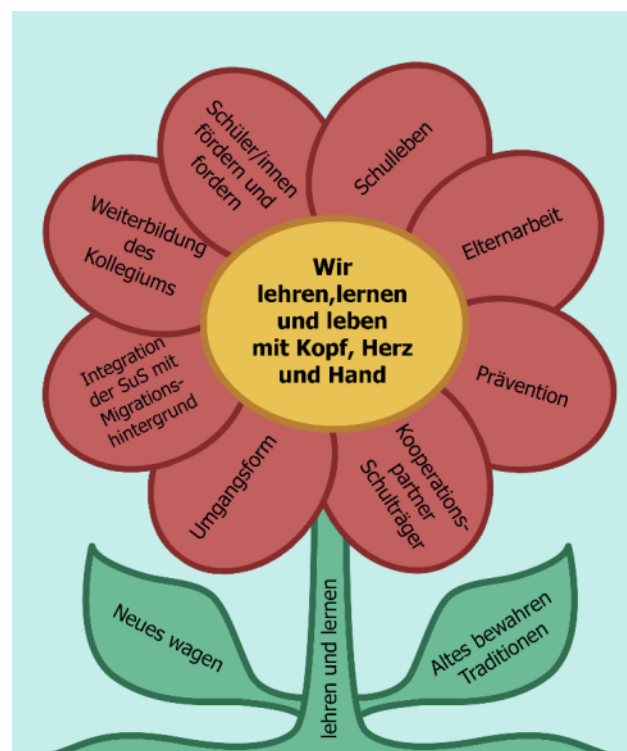 Schüler/innen
fördern und
fordern
Schulleben
Elternarbeit
Prävention
Kooperations-
partner
Schulträger
Umgangsform
Integration
der SuS mit
Migrations-
hintergrund
Weiterbildung
des
Kollegiums
Wir
lehren,lernen
und leben
mit Kopf, Herz
und Hand
Neues wagen
lehren und lernen
Altes bewahren
Traditionen